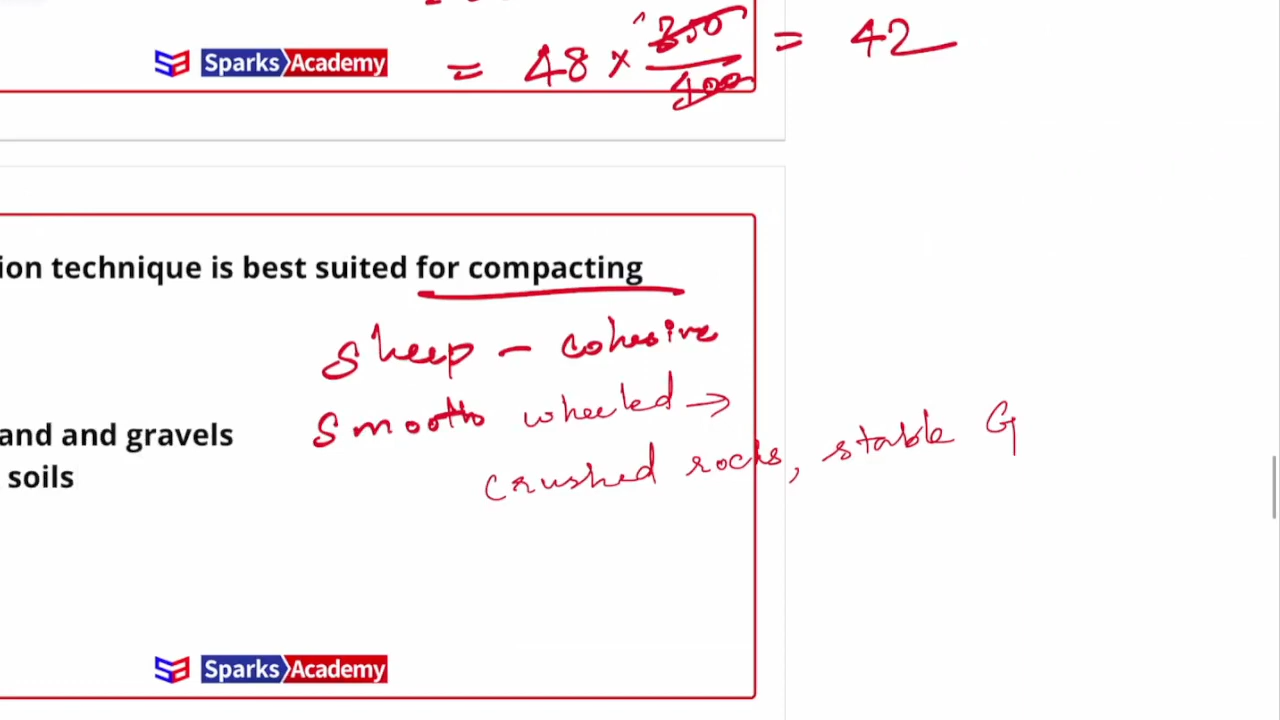 = 48 × 350/400 = 42
Sparks Academy
ion technique is best suited for compacting
sheep - cohesive
smooth wheeled →
crushed rocks, stable G
and and gravels
soils
Sparks Academy